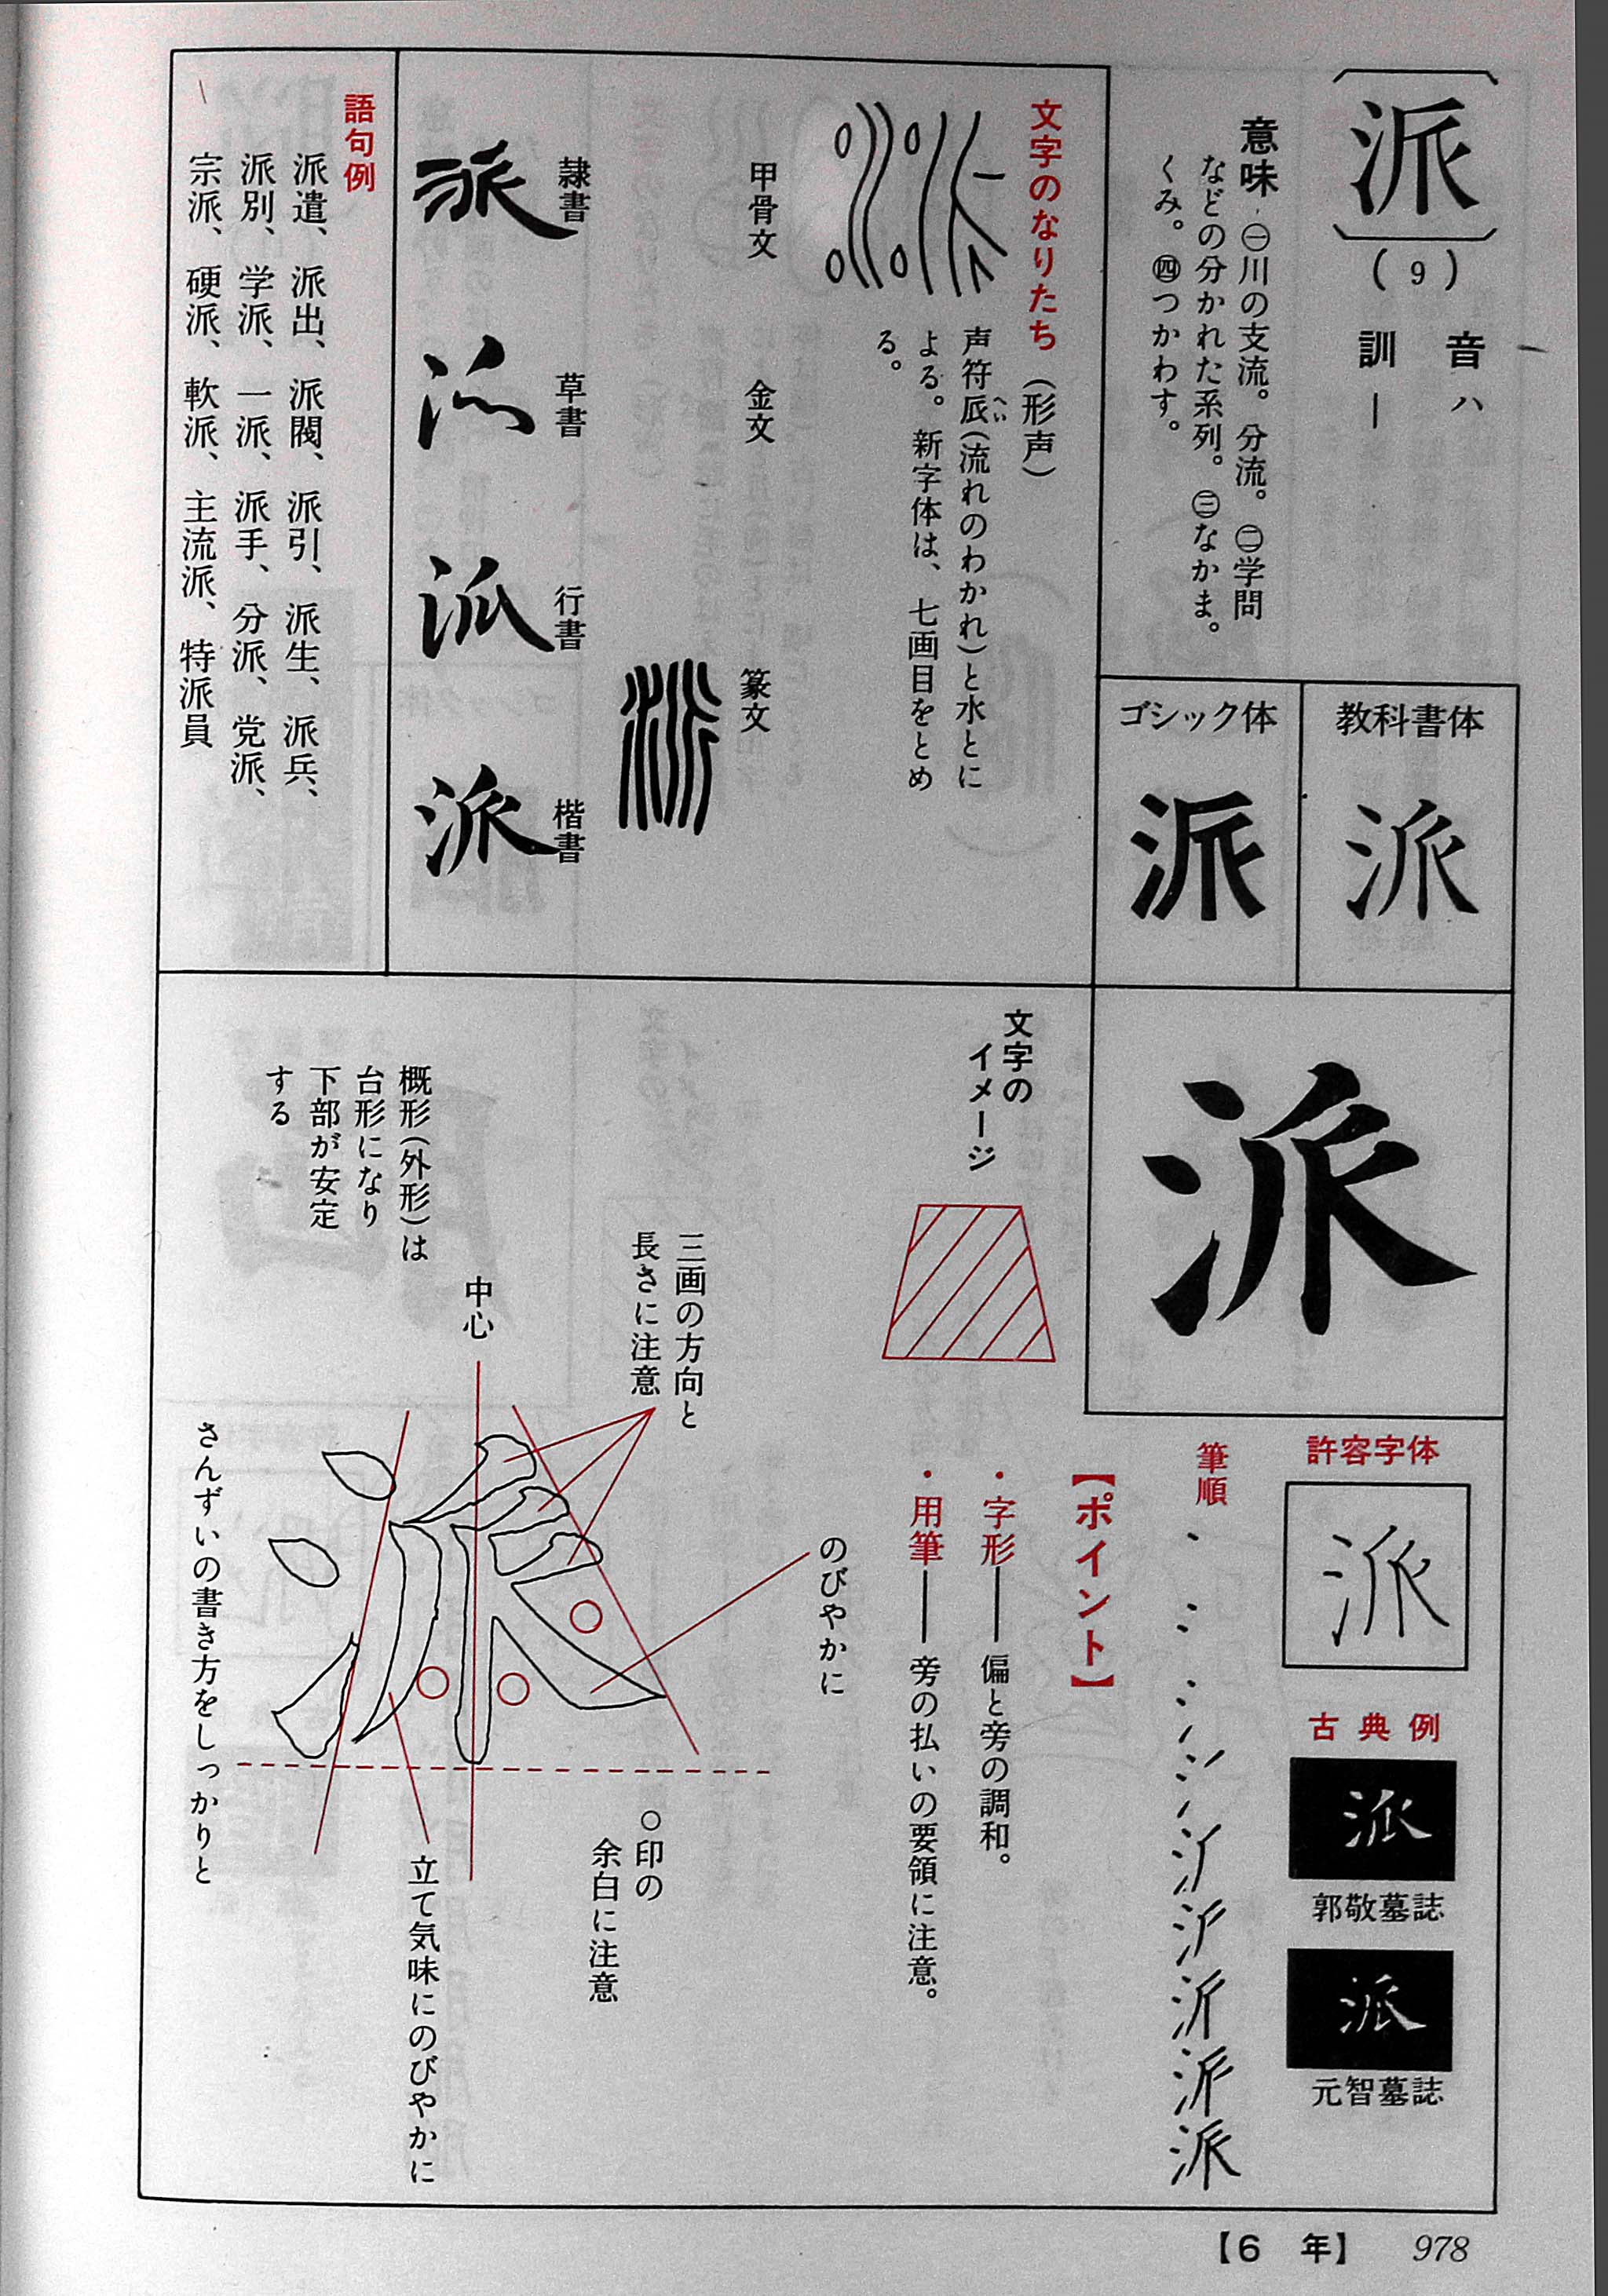 派
(9)
音 ハ
訓 ―
意味 ㊀川の支流。分流。㊁学問
などの分かれた系列。㊂なかま。
くみ。㊃つかわす。
教科書体
派
ゴシック体
派
文字のなりたち(形声)
声符𠂢(流れのわかれ)と水とに
へい
よる。新字体は、七画目をとめ
る。
甲骨文
金文
篆文
隷書
派
草書
派
行書
派
楷書
派
語句例
派遣、派出、派閥、派引、派生、派兵、
派別、学派、一派、派手、分派、党派、
宗派、硬派、軟派、主流派、特派員
派
許容字体
派
古典例
派
郭敬墓誌
派
元智墓誌
筆順
派
【ポイント】
・字形――偏と旁の調和。
・用筆――旁の払いの要領に注意。
文字の
イメージ
のびやかに
三画の方向と
長さに注意
○印の
余白に注意
中心
概形(外形)は
台形になり
下部が安定
する
立て気味にのびやかに
さんずいの書き方をしっかりと
【6 年】 978